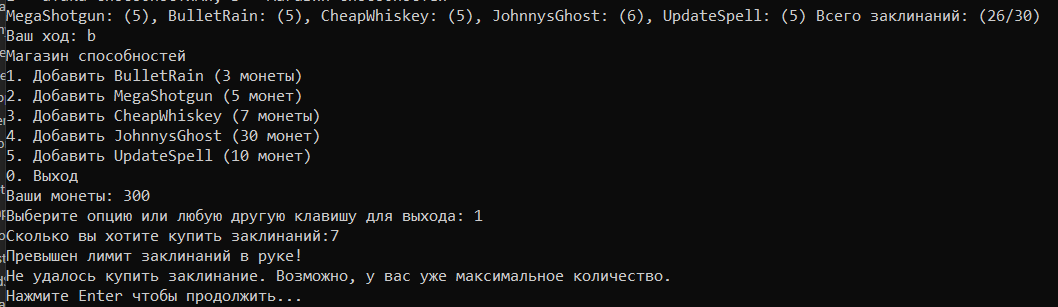 MegaShotgun: (5), BulletRain: (5), CheapWhiskey: (5), JohnnysGhost: (6), UpdateSpell: (5) Всего заклинаний: (26/30)
Ваш ход: b
Магазин способностей
1. Добавить BulletRain (3 монеты)
2. Добавить MegaShotgun (5 монет)
3. Добавить CheapWhiskey (7 монеты)
4. Добавить JohnnysGhost (30 монет)
5. Добавить UpdateSpell (10 монет)
0. Выход
Ваши монеты: 300
Выберите опцию или любую другую клавишу для выхода: 1
Сколько вы хотите купить заклинаний:7
Превышен лимит заклинаний в руке!
Не удалось купить заклинание. Возможно, у вас уже максимальное количество.
Нажмите Enter чтобы продолжить...